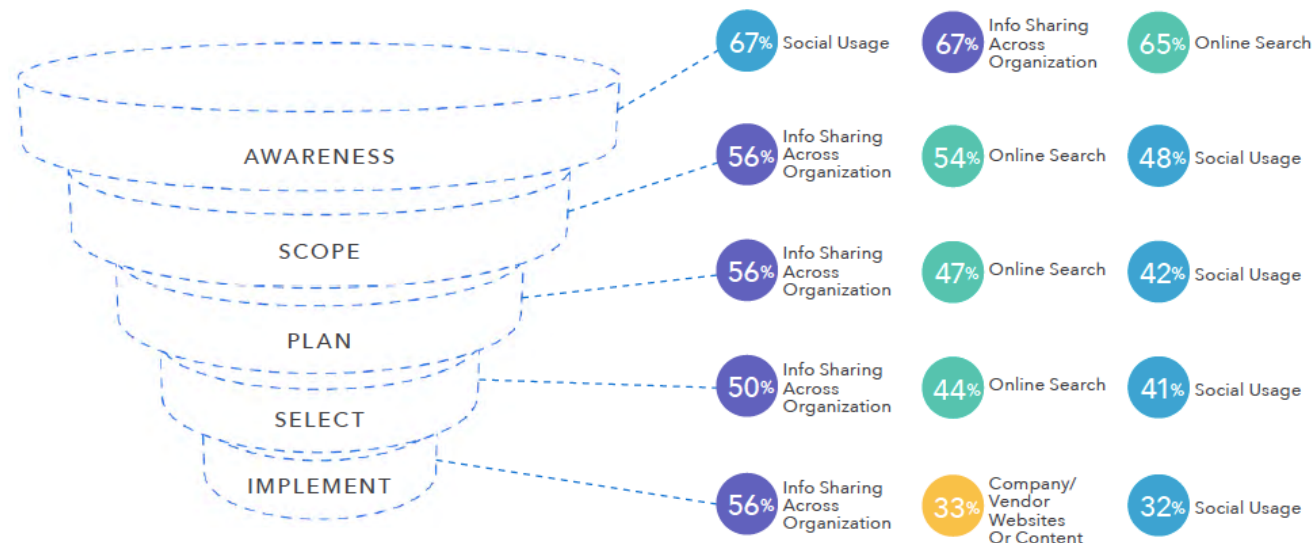 AWARENESS
SCOPE
PLAN
SELECT
IMPLEMENT
67% Social Usage
67% Info Sharing
Across
Organization
65% Online Search
56% Info Sharing
Across
Organization
54% Online Search
48% Social Usage
56% Info Sharing
Across
Organization
47% Online Search
42% Social Usage
50% Info Sharing
Across
Organization
44% Online Search
41% Social Usage
56% Info Sharing
Across
Organization
33% Company/
Vendor
Websites
Or Content
32% Social Usage